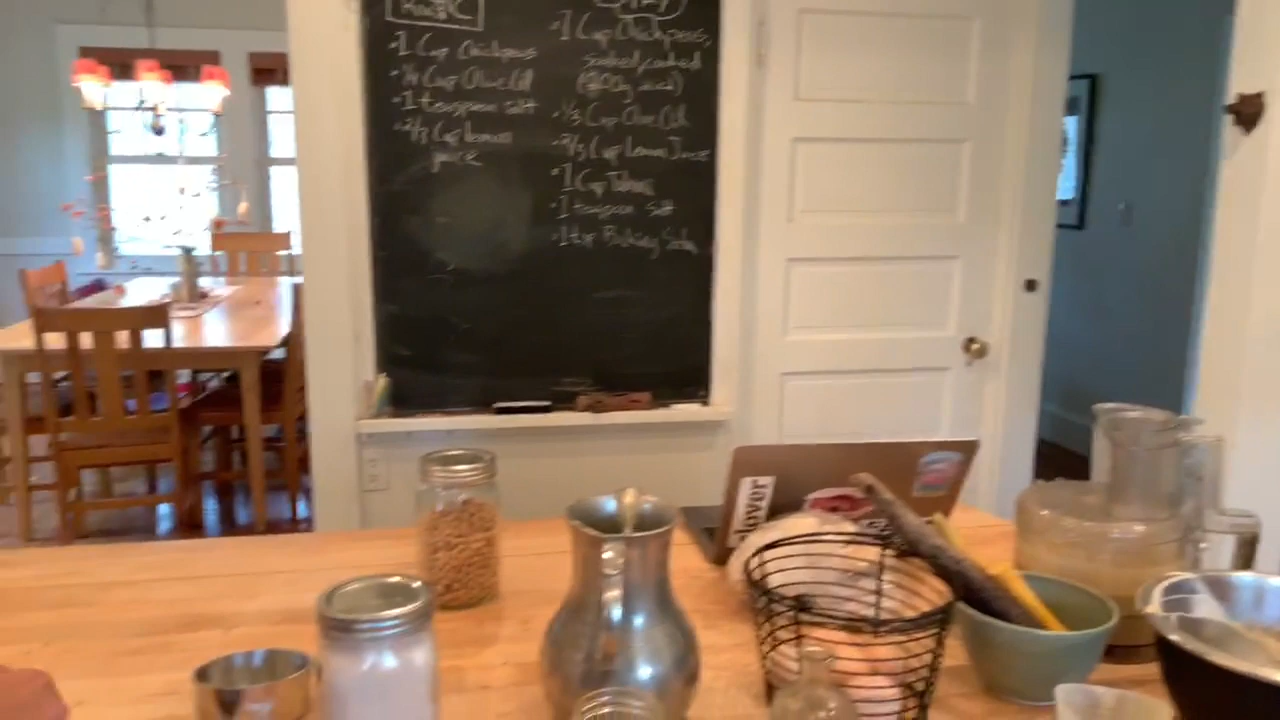 ·1 Cup Chickpeas
·¼ Cup Olive Oil
·1 teaspoon salt
·2/3 Cup lemon
juice
·1 Cup Chickpeas,
soaked, cooked
·⅓ Cup Olive Oil
·2/3 Cup Lemon Juice
·1 Cup Tahini
·1 teaspoon salt
·1 tsp Baking Soda
lover